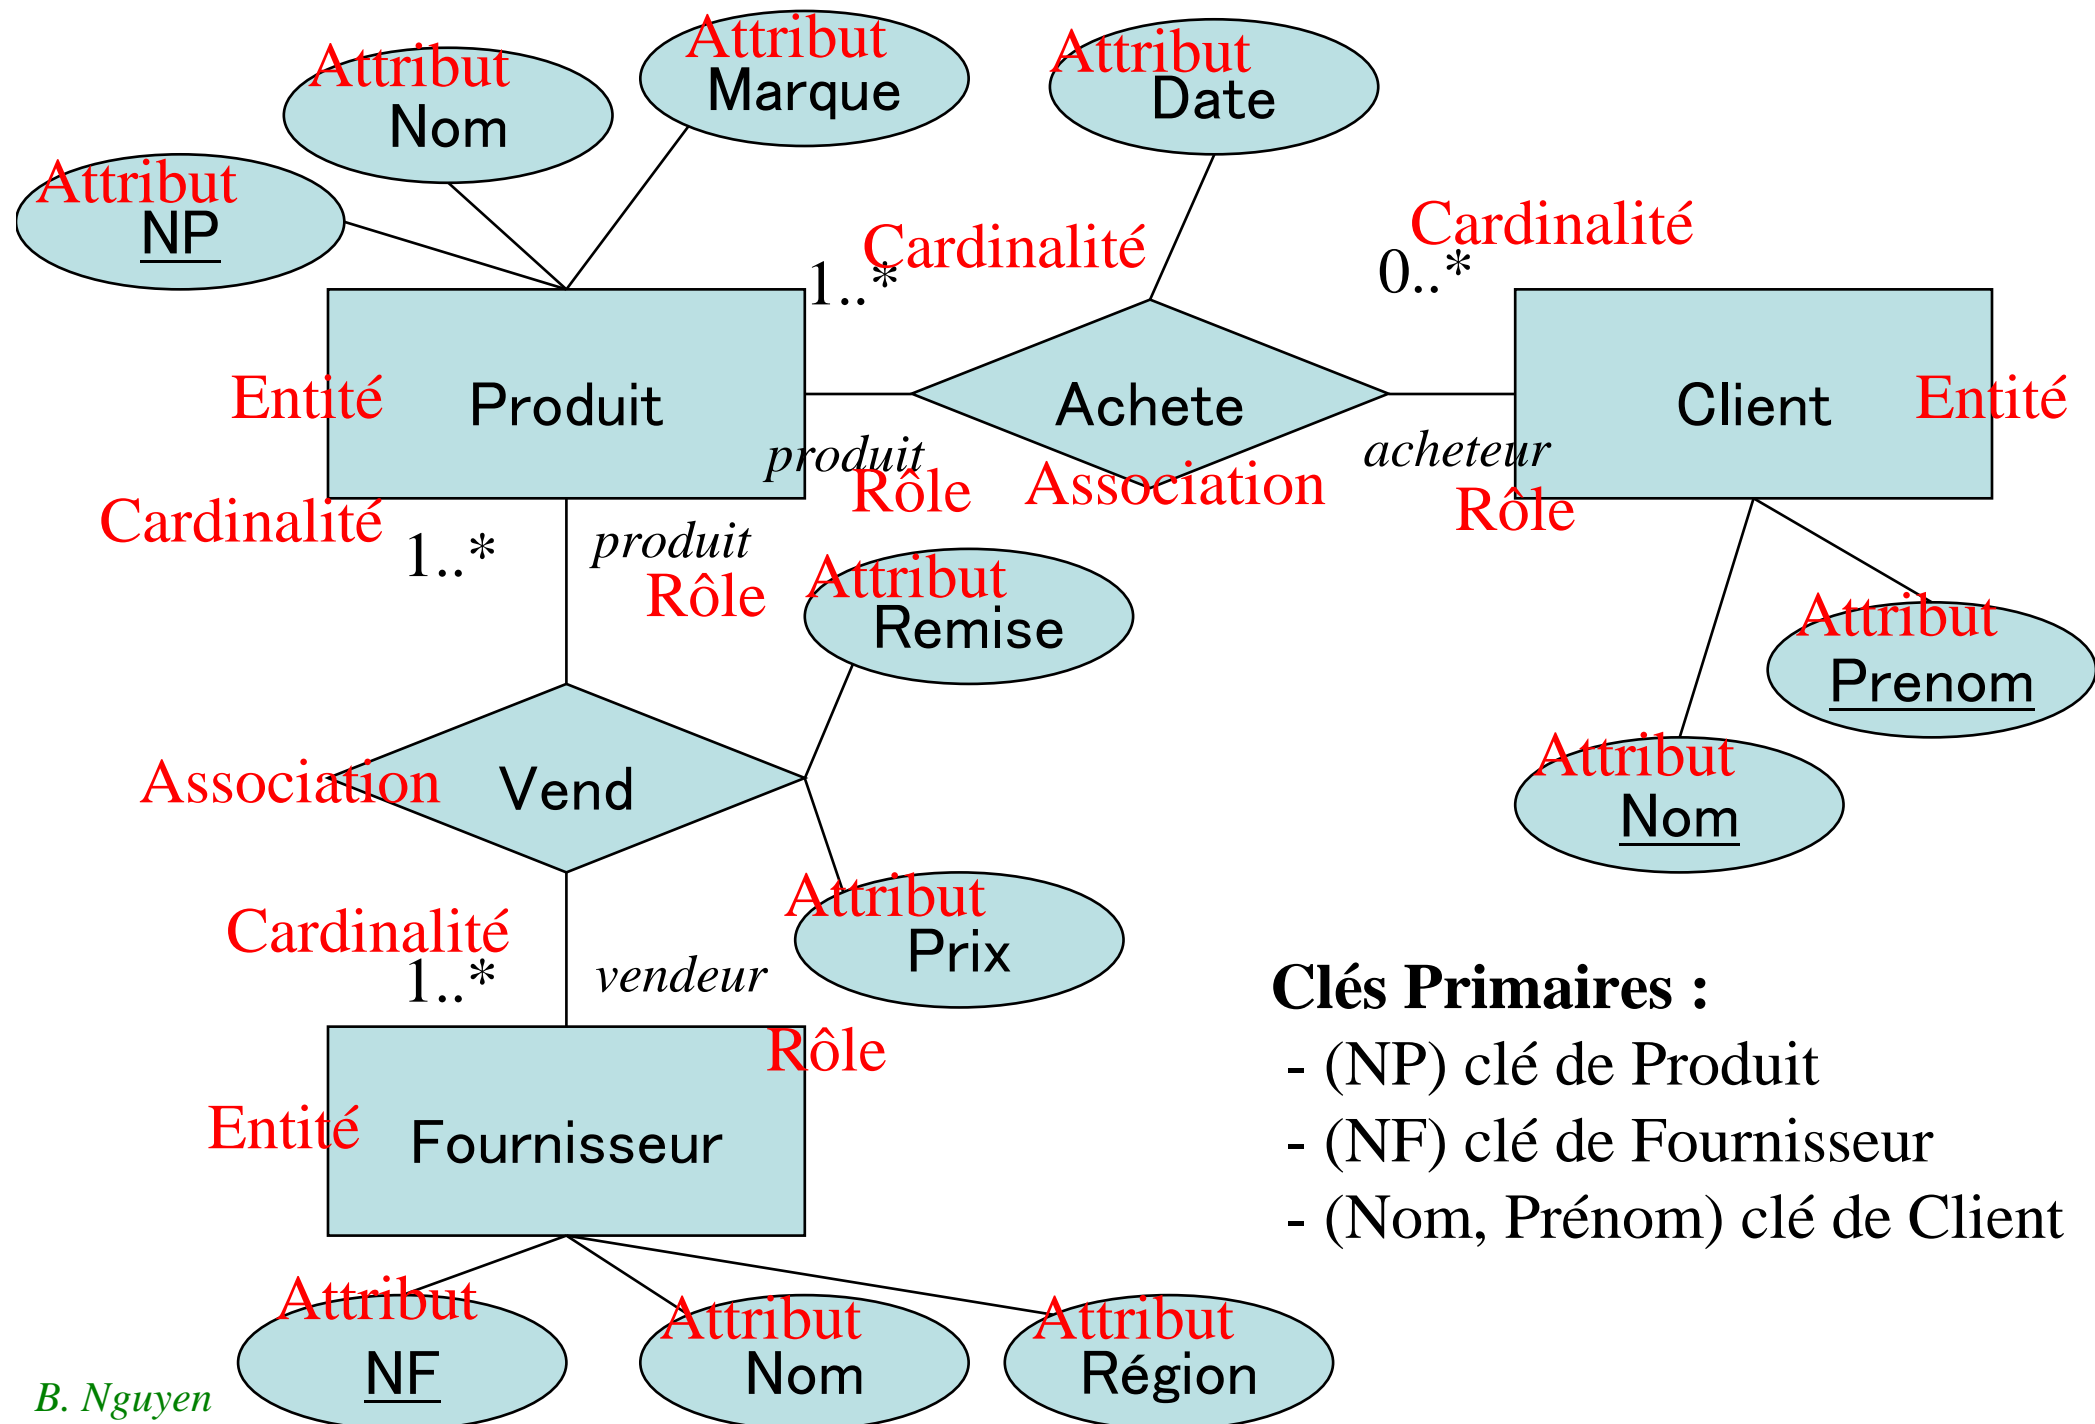 Attribut
Nom
Attribut
Marque
Attribut
Date
Attribut
NP
Cardinalité
1..*
Cardinalité
0..*
Entité
Produit
Achete
Client
Entité
produit
Rôle
Association
acheteur
Rôle
Cardinalité
1..*
produit
Rôle
Attribut
Remise
Attribut
Prenom
Association
Vend
Attribut
Nom
Attribut
Prix
Cardinalité
1..*
vendeur
Rôle
Entité
Fournisseur
Clés Primaires :
- (NP) clé de Produit
- (NF) clé de Fournisseur
- (Nom, Prénom) clé de Client
Attribut
NF
Attribut
Nom
Attribut
Région
B. Nguyen